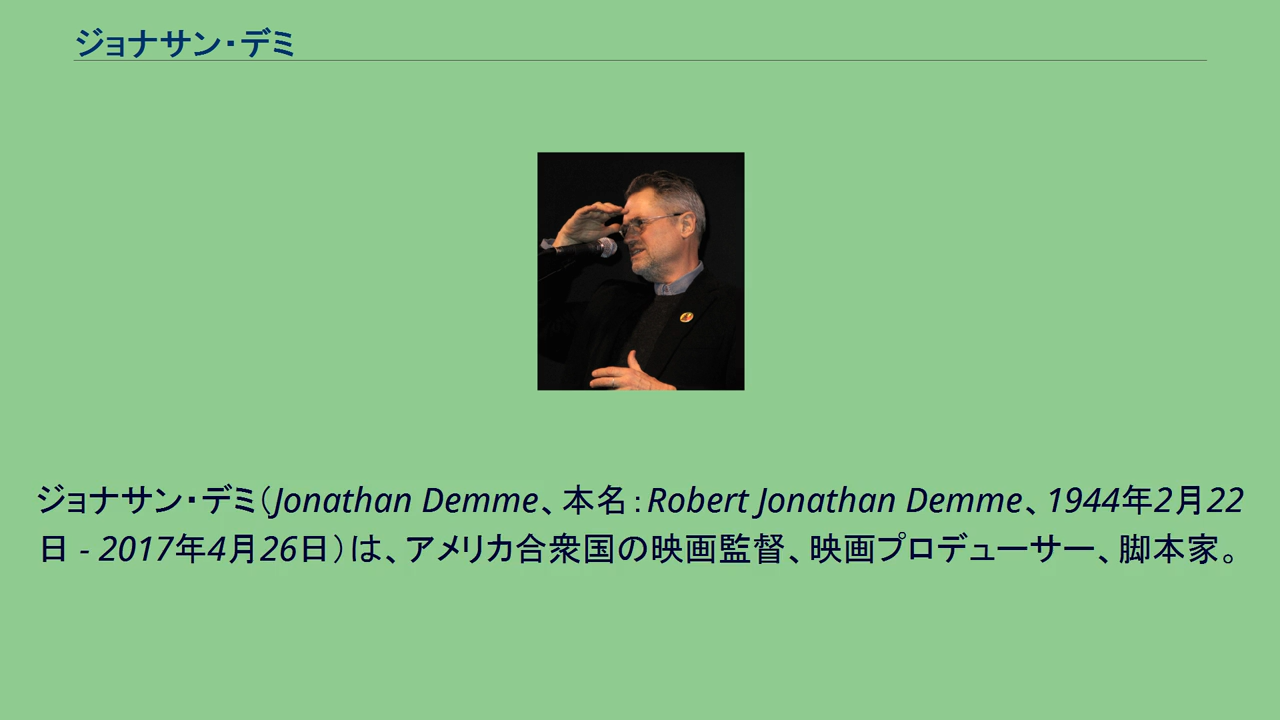 ジョナサン・デミ
ジョナサン・デミ（Jonathan Demme、本名：Robert Jonathan Demme、1944年2月22
日 - 2017年4月26日）は、アメリカ合衆国の映画監督、映画プロデューサー、脚本家。